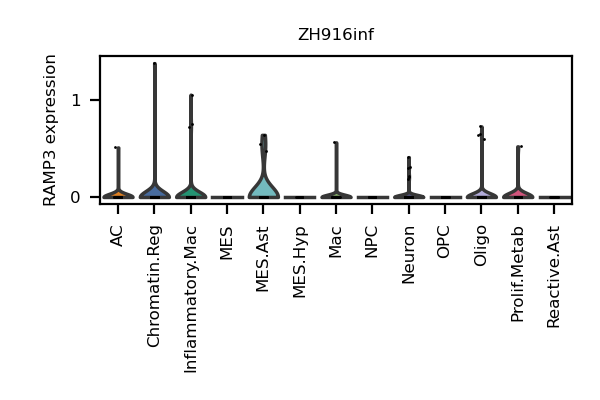 ZH916inf
RAMP3 expression
1
0
AC
Chromatin.Reg
Inflammatory.Mac
MES
MES.Ast
MES.Hyp
Mac
NPC
Neuron
OPC
Oligo
Prolif.Metab
Reactive.Ast